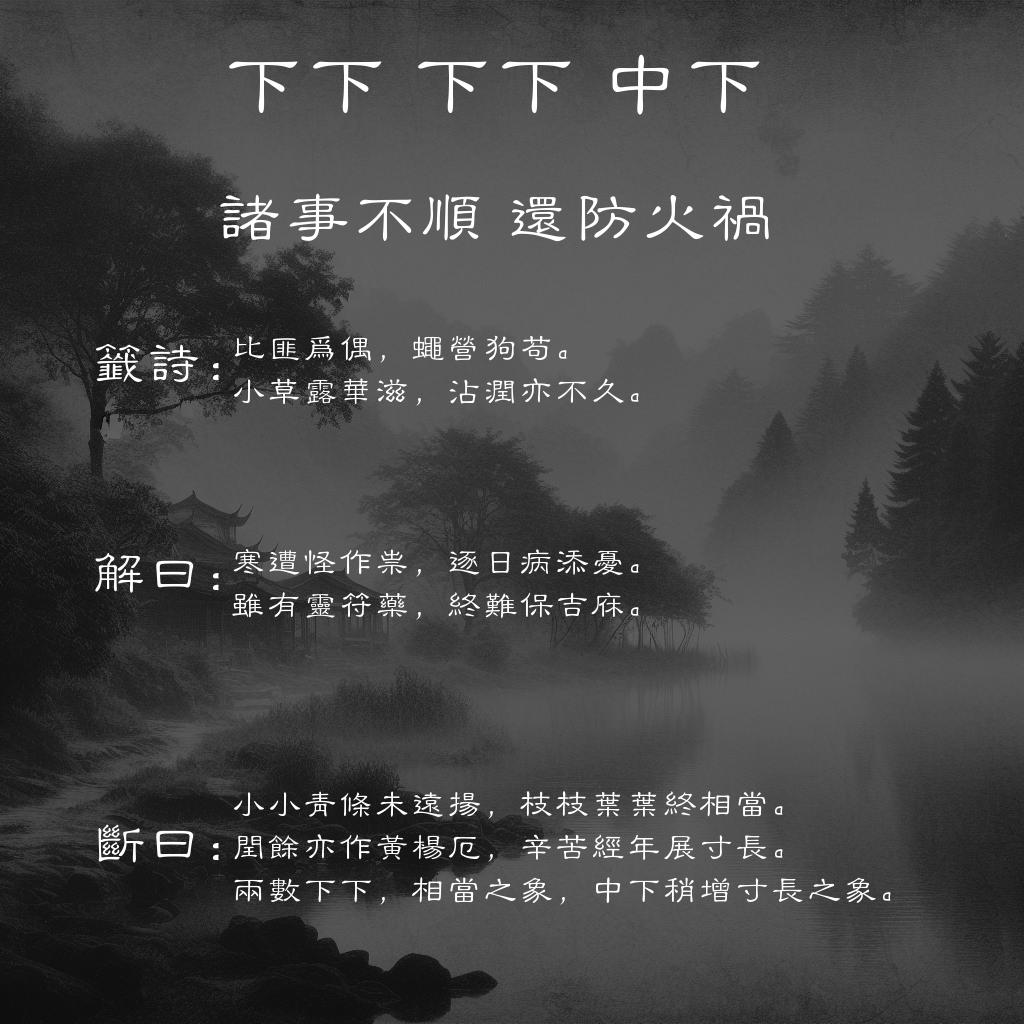 下下 下下 中下
諸事不順 還防火禍
籤詩：
比匪爲偶，蠅營狗苟。
小草露華滋，沾潤亦不久。
解曰：
寒遭怪作祟，逐日病添憂。
雖有靈符藥，終難保吉庥。
斷曰：
小小青條未遠揚，枝枝葉葉終相當。
閏餘亦作黃楊厄，辛苦經年展寸長。
兩數下下，相當之象，中下稍增寸長之象。